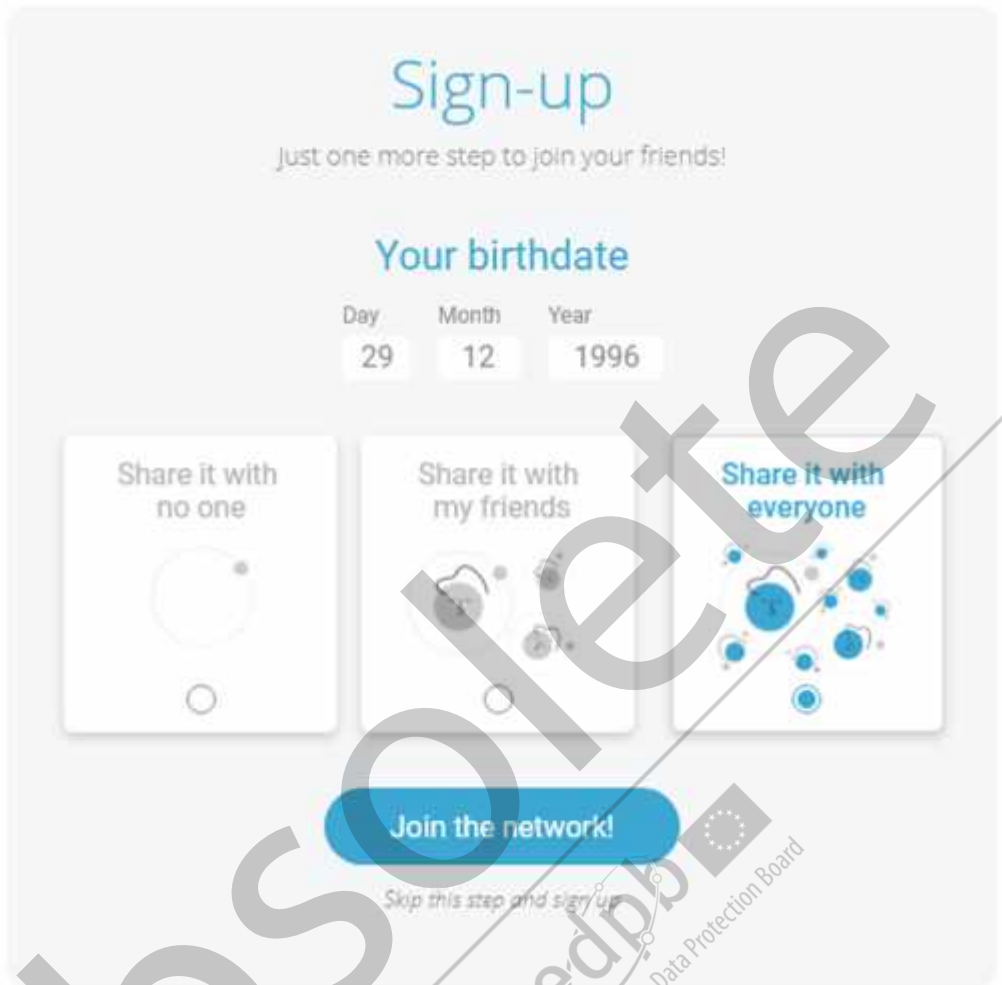 Sign-up
Just one more step to join your friends!
Your birthdate
Day Month Year
29 12 1996
Share it with
no one
Share it with
my friends
Share it with
everyone
Join the network!
Skip this step and sign up
bsolete
edpb
Data Protection Board